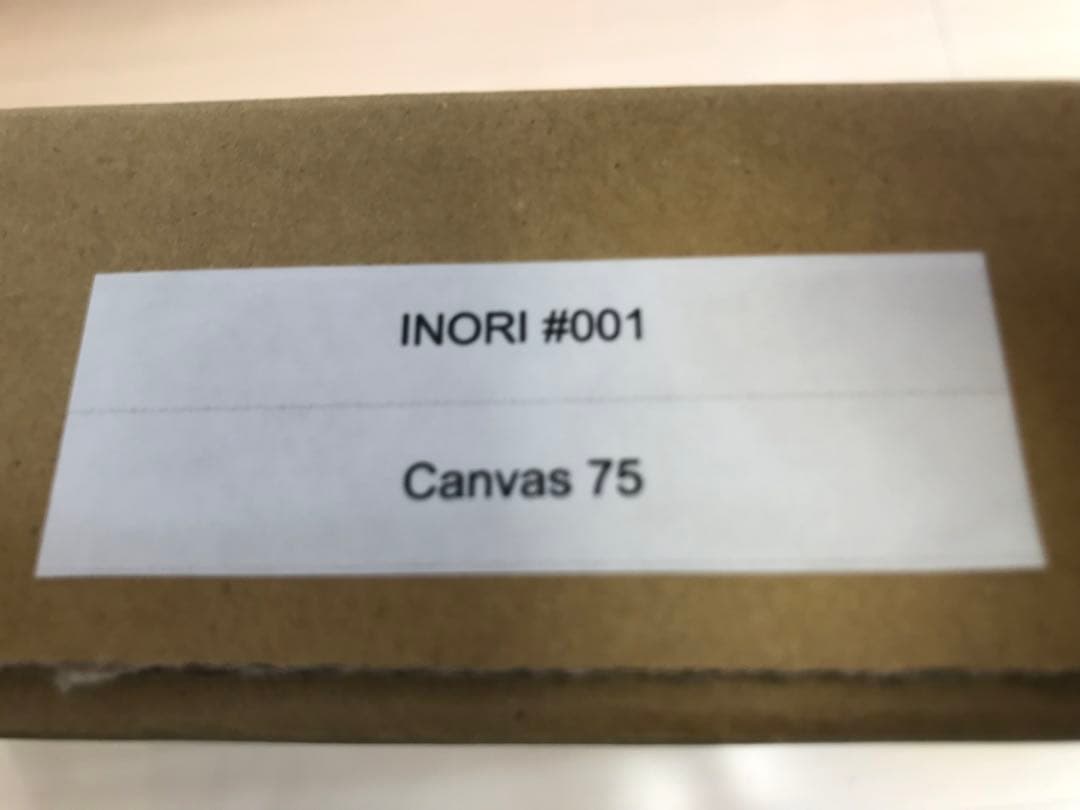 INORI #001
Canvas 75